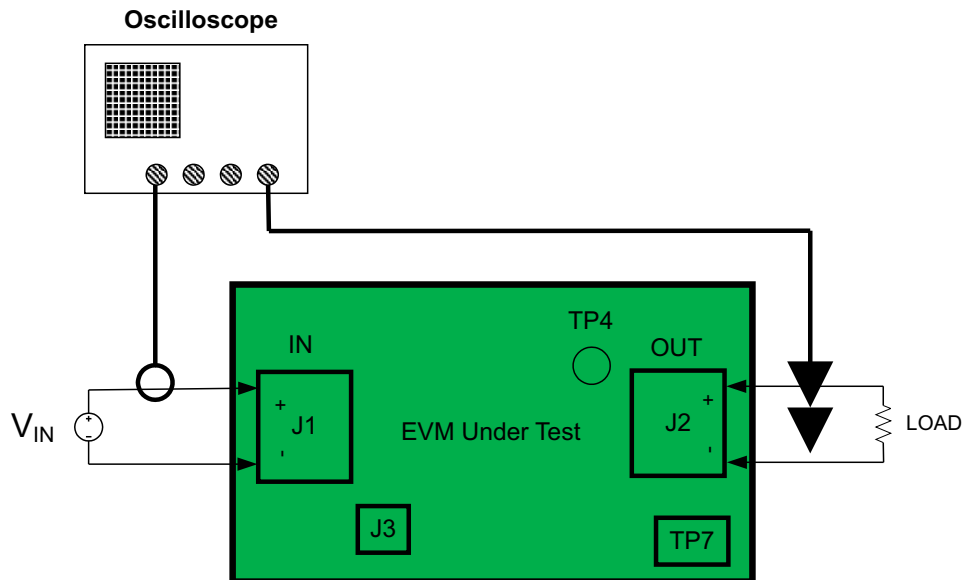 Oscilloscope
TP4
IN
OUT
+
J1
-
EVM Under Test
+
J2
-
VIN
+
–
LOAD
J3
TP7